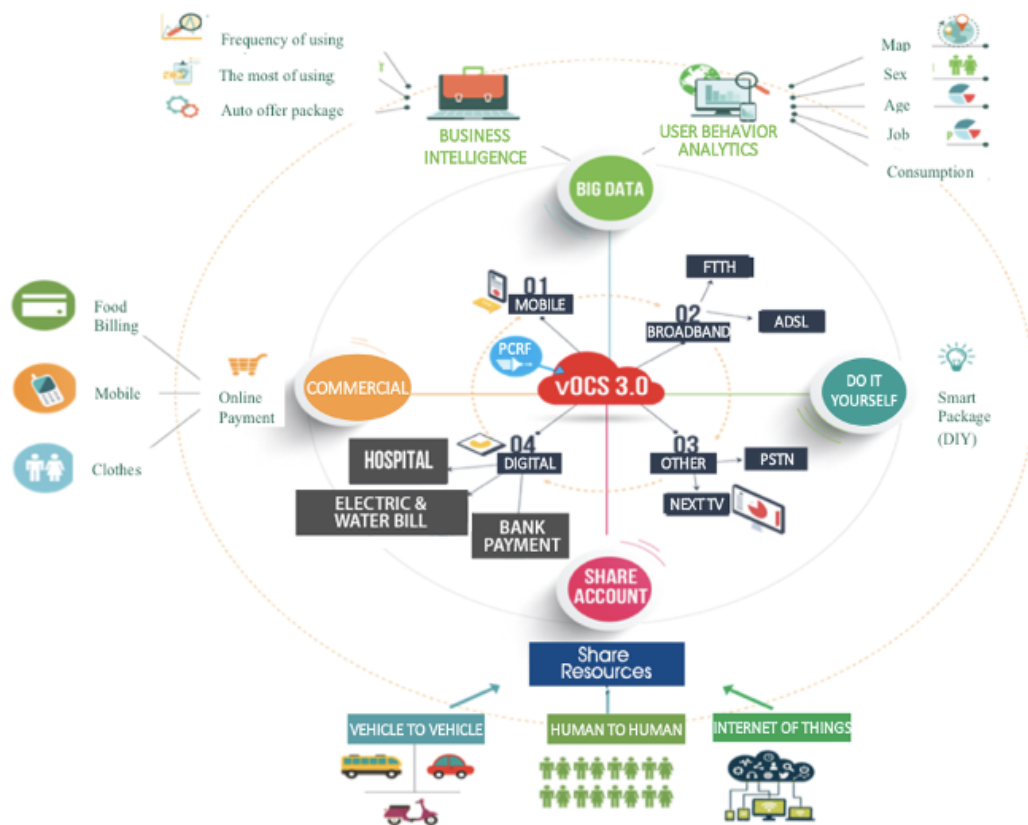 Frequency of using
The most of using
Auto offer package
BUSINESS
INTELLIGENCE
USER BEHAVIOR
ANALYTICS
Map
Sex
Age
Job
Consumption
BIG DATA
01
MOBILE
02
BROADBAND
FTTH
ADSL
PCRF
vOCS 3.0
Food
Billing
Mobile
Clothes
Online
Payment
COMMERCIAL
DO IT
YOURSELF
Smart
Package
(DIY)
04
DIGITAL
HOSPITAL
ELECTRIC &
WATER BILL
BANK
PAYMENT
03
OTHER
PSTN
NEXT TV
SHARE
ACCOUNT
Share
Resources
VEHICLE TO VEHICLE
HUMAN TO HUMAN
INTERNET OF THINGS